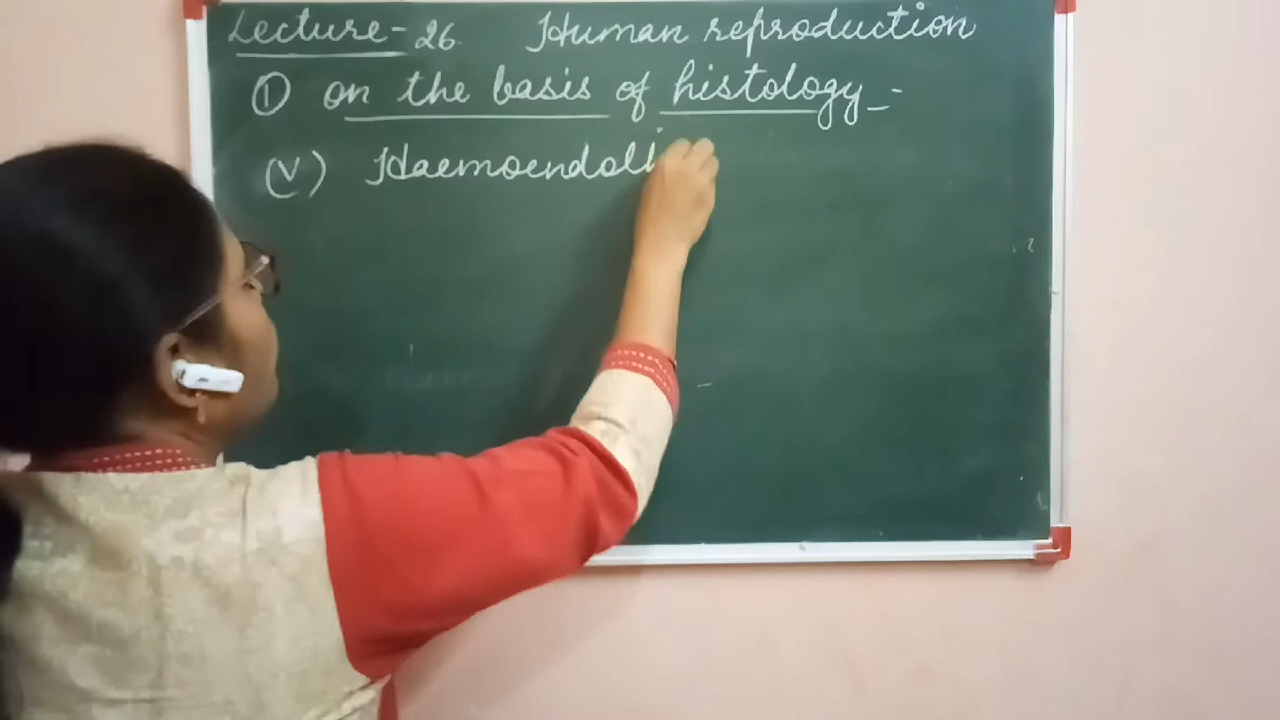 Lecture-26. Human reproduction
① on the basis of histology -
(v) Haemoendoli